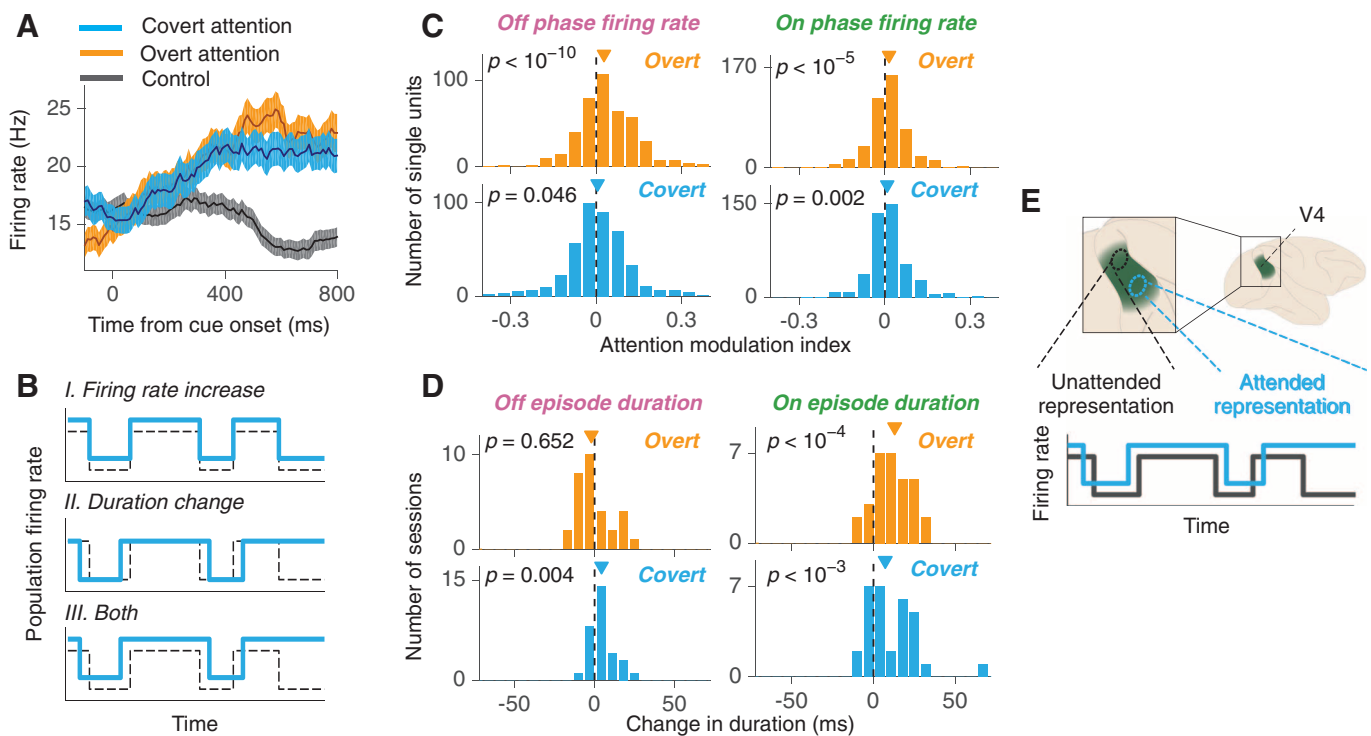 A
Covert attention
Overt attention
Control
Firing rate (Hz)
25
20
15
0
400
800
Time from cue onset (ms)
B
I. Firing rate increase
II. Duration change
III. Both
Population firing rate
Time
C
Off phase firing rate
On phase firing rate
Number of single units
p < 10⁻¹⁰
Overt
100
0
p < 10⁻⁵
Overt
170
0
p = 0.046
Covert
100
0
p = 0.002
Covert
150
0
-0.3
0
0.3
-0.3
0
0.3
Attention modulation index
D
Off episode duration
On episode duration
Number of sessions
p = 0.652
Overt
10
0
p < 10⁻⁴
Overt
7
0
p = 0.004
Covert
15
0
p < 10⁻³
Covert
7
0
-50
0
50
-50
0
50
Change in duration (ms)
E
V4
Unattended
representation
Attended
representation
Firing rate
Time